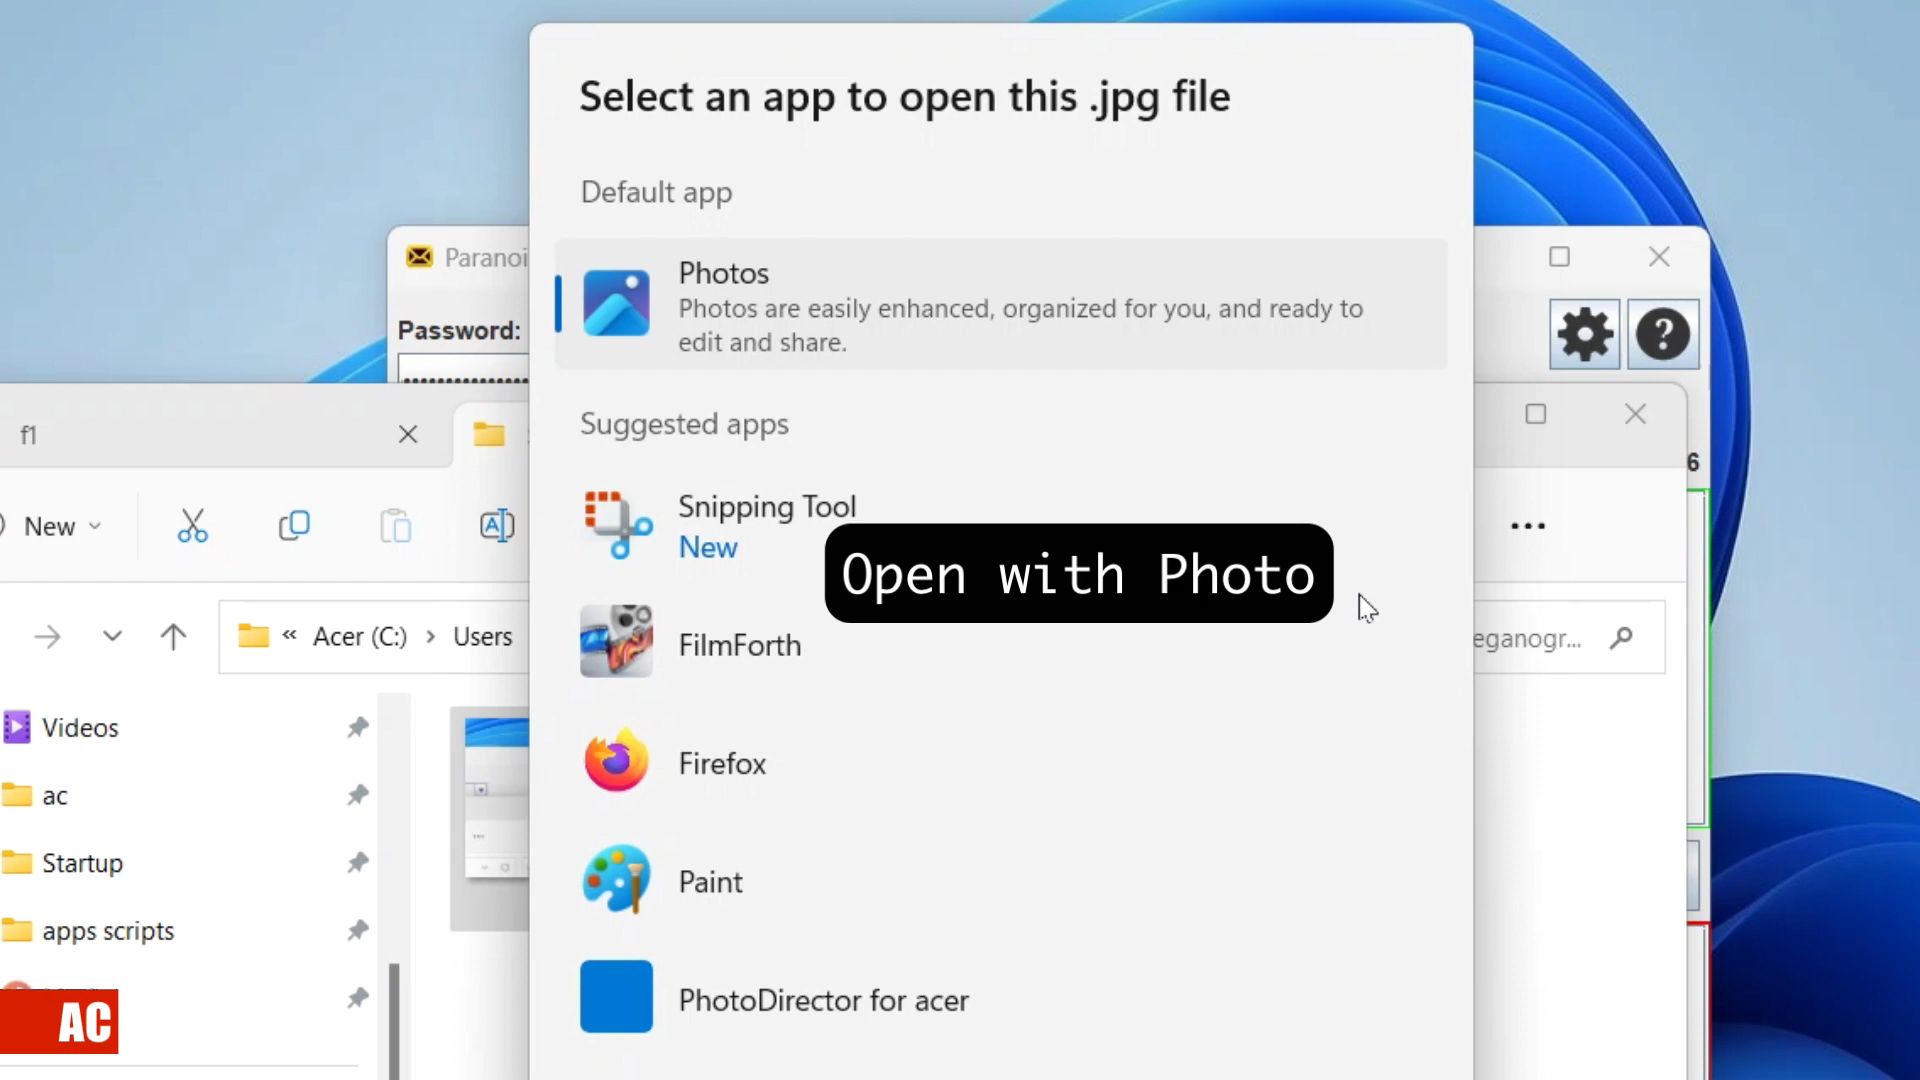 Select an app to open this .jpg file
Default app
Photos
Photos are easily enhanced, organized for you, and ready to
edit and share.
Suggested apps
Snipping Tool
New
Open with Photo
FilmForth
Firefox
Paint
PhotoDirector for acer
Password:
f1
New
« Acer (C:) > Users
Videos
ac
Startup
apps scripts
AC
6